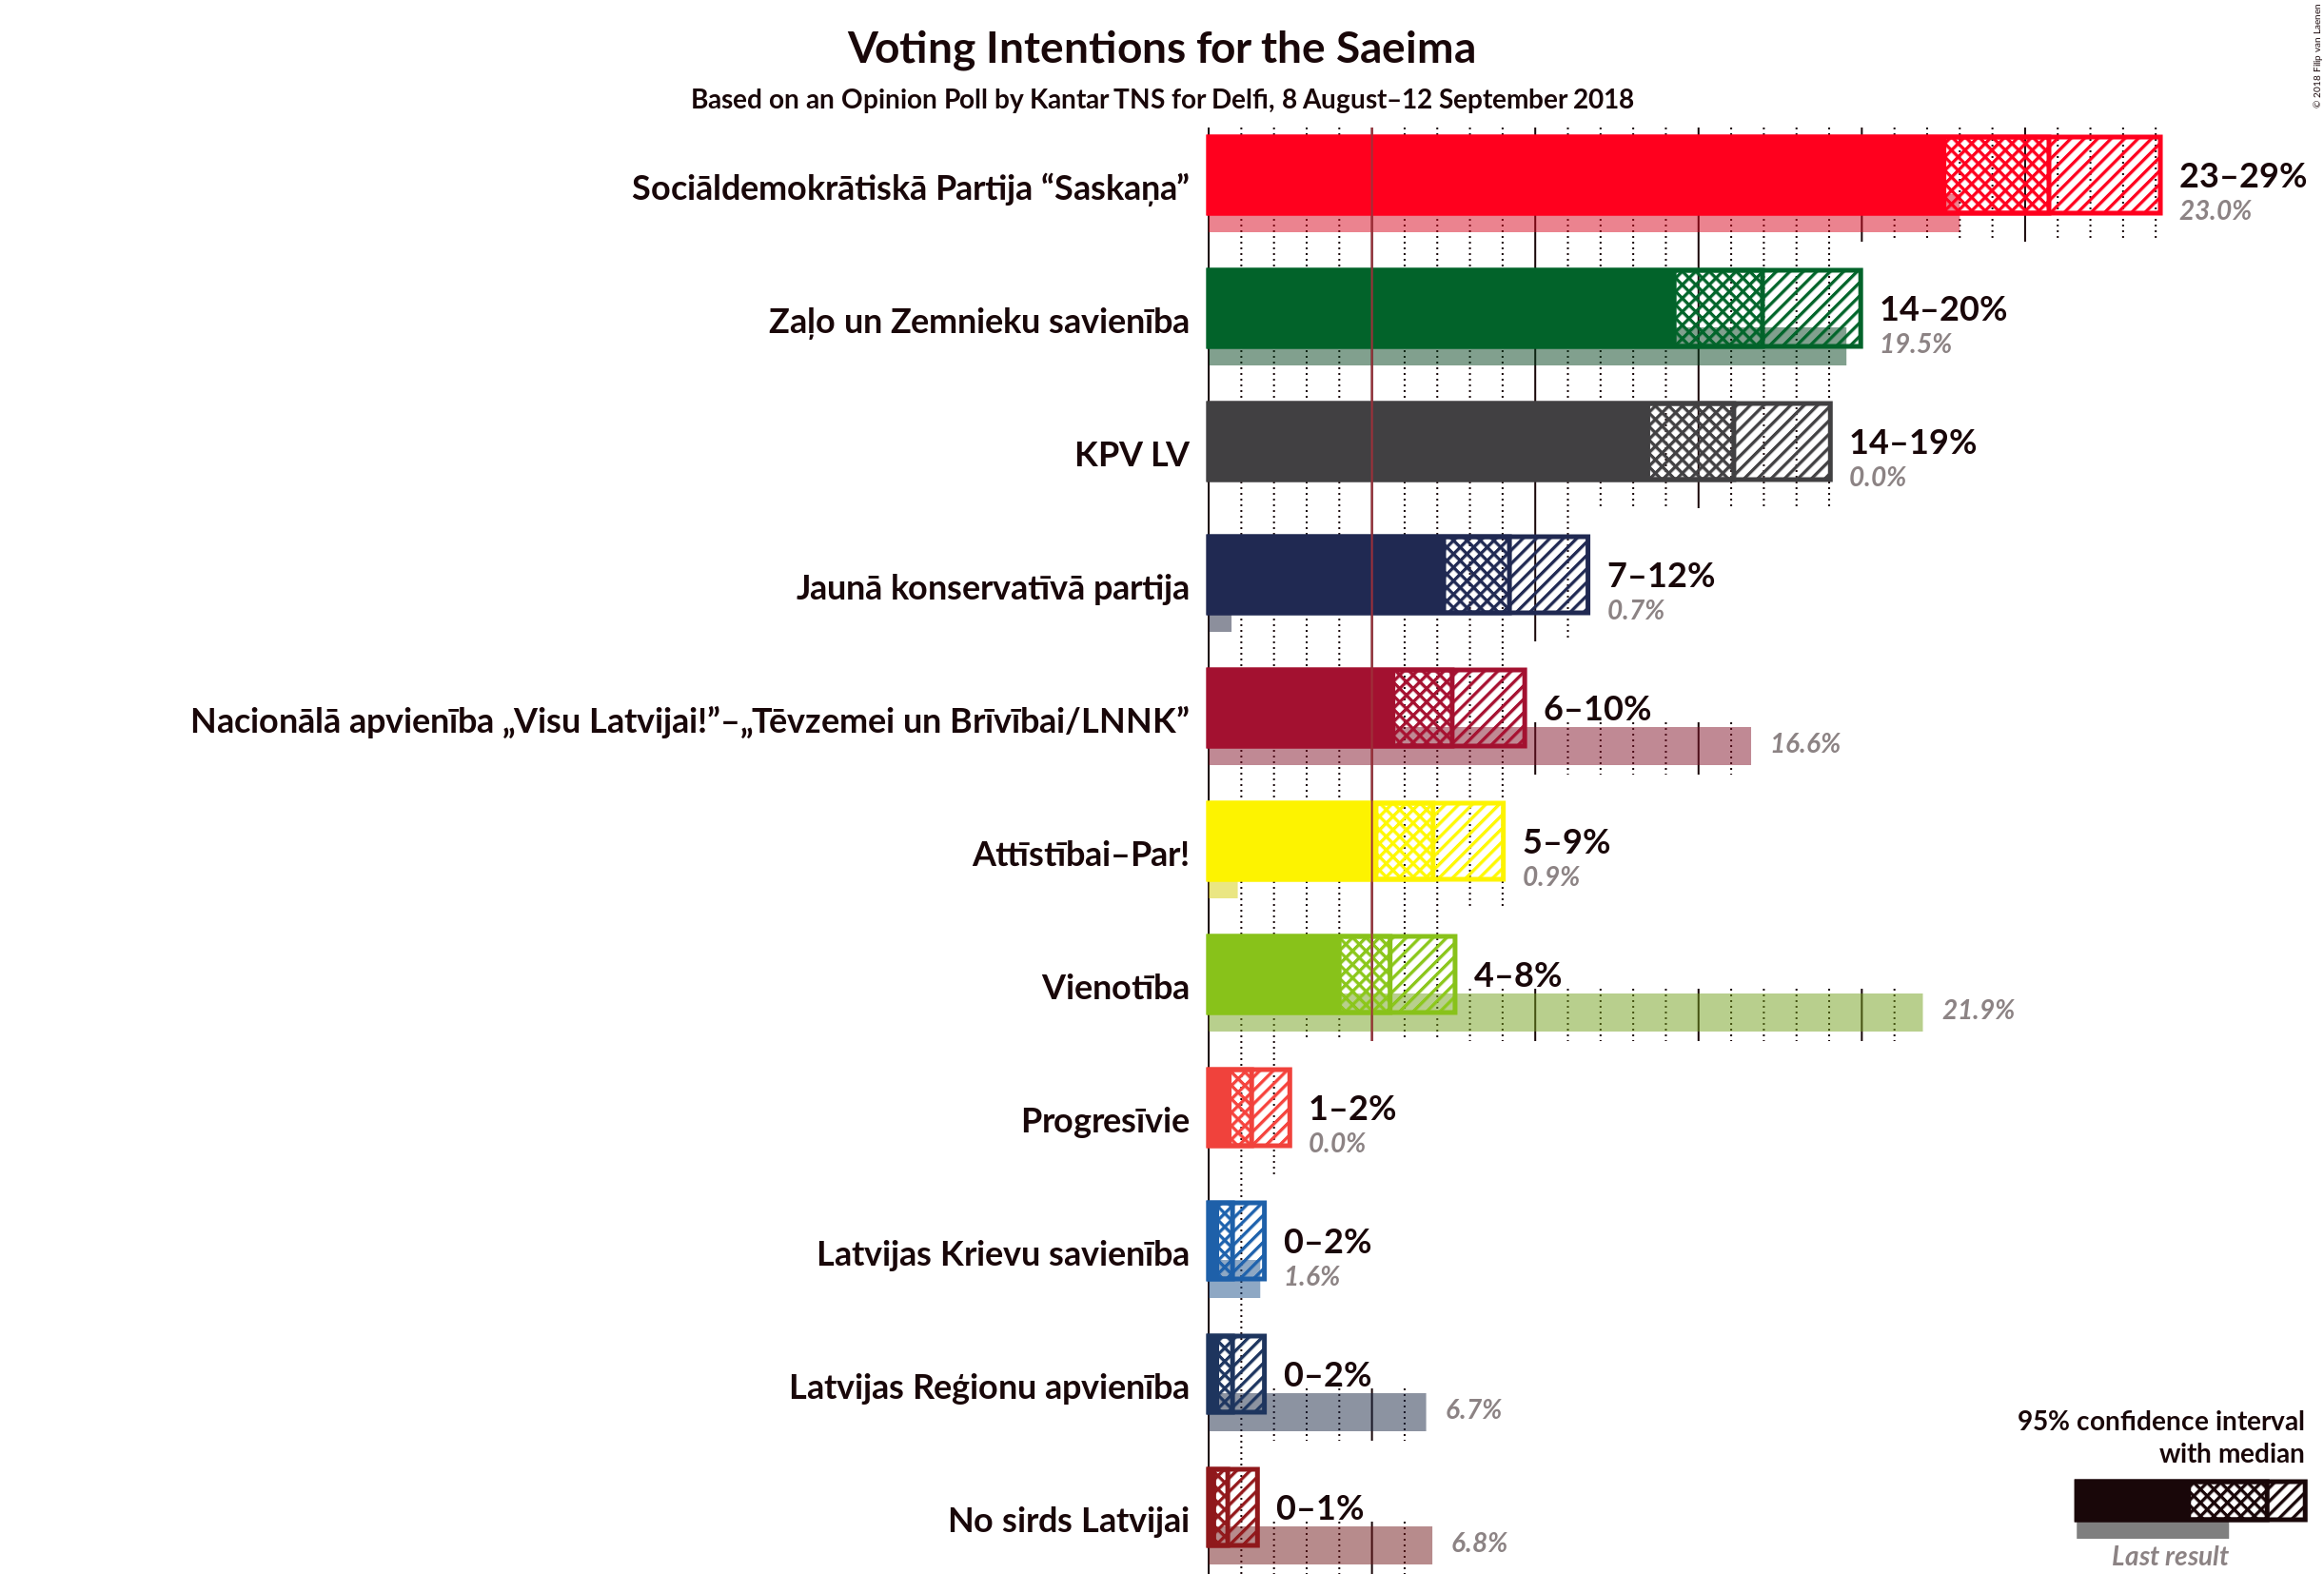 Voting Intentions for the Saeima
Based on an Opinion Poll by Kantar TNS for Delfi, 8 August–12 September 2018
© 2018 Filip van Laenen
Sociāldemokrātiskā Partija “Saskaņa”
23–29%
23.0%
Zaļo un Zemnieku savienība
14–20%
19.5%
KPV LV
14–19%
0.0%
Jaunā konservatīvā partija
7–12%
0.7%
Nacionālā apvienība „Visu Latvijai!”–„Tēvzemei un Brīvībai/LNNK”
6–10%
16.6%
Attīstībai–Par!
5–9%
0.9%
Vienotība
4–8%
21.9%
Progresīvie
1–2%
0.0%
Latvijas Krievu savienība
0–2%
1.6%
Latvijas Reģionu apvienība
0–2%
6.7%
No sirds Latvijai
0–1%
6.8%
95% confidence interval
with median
Last result